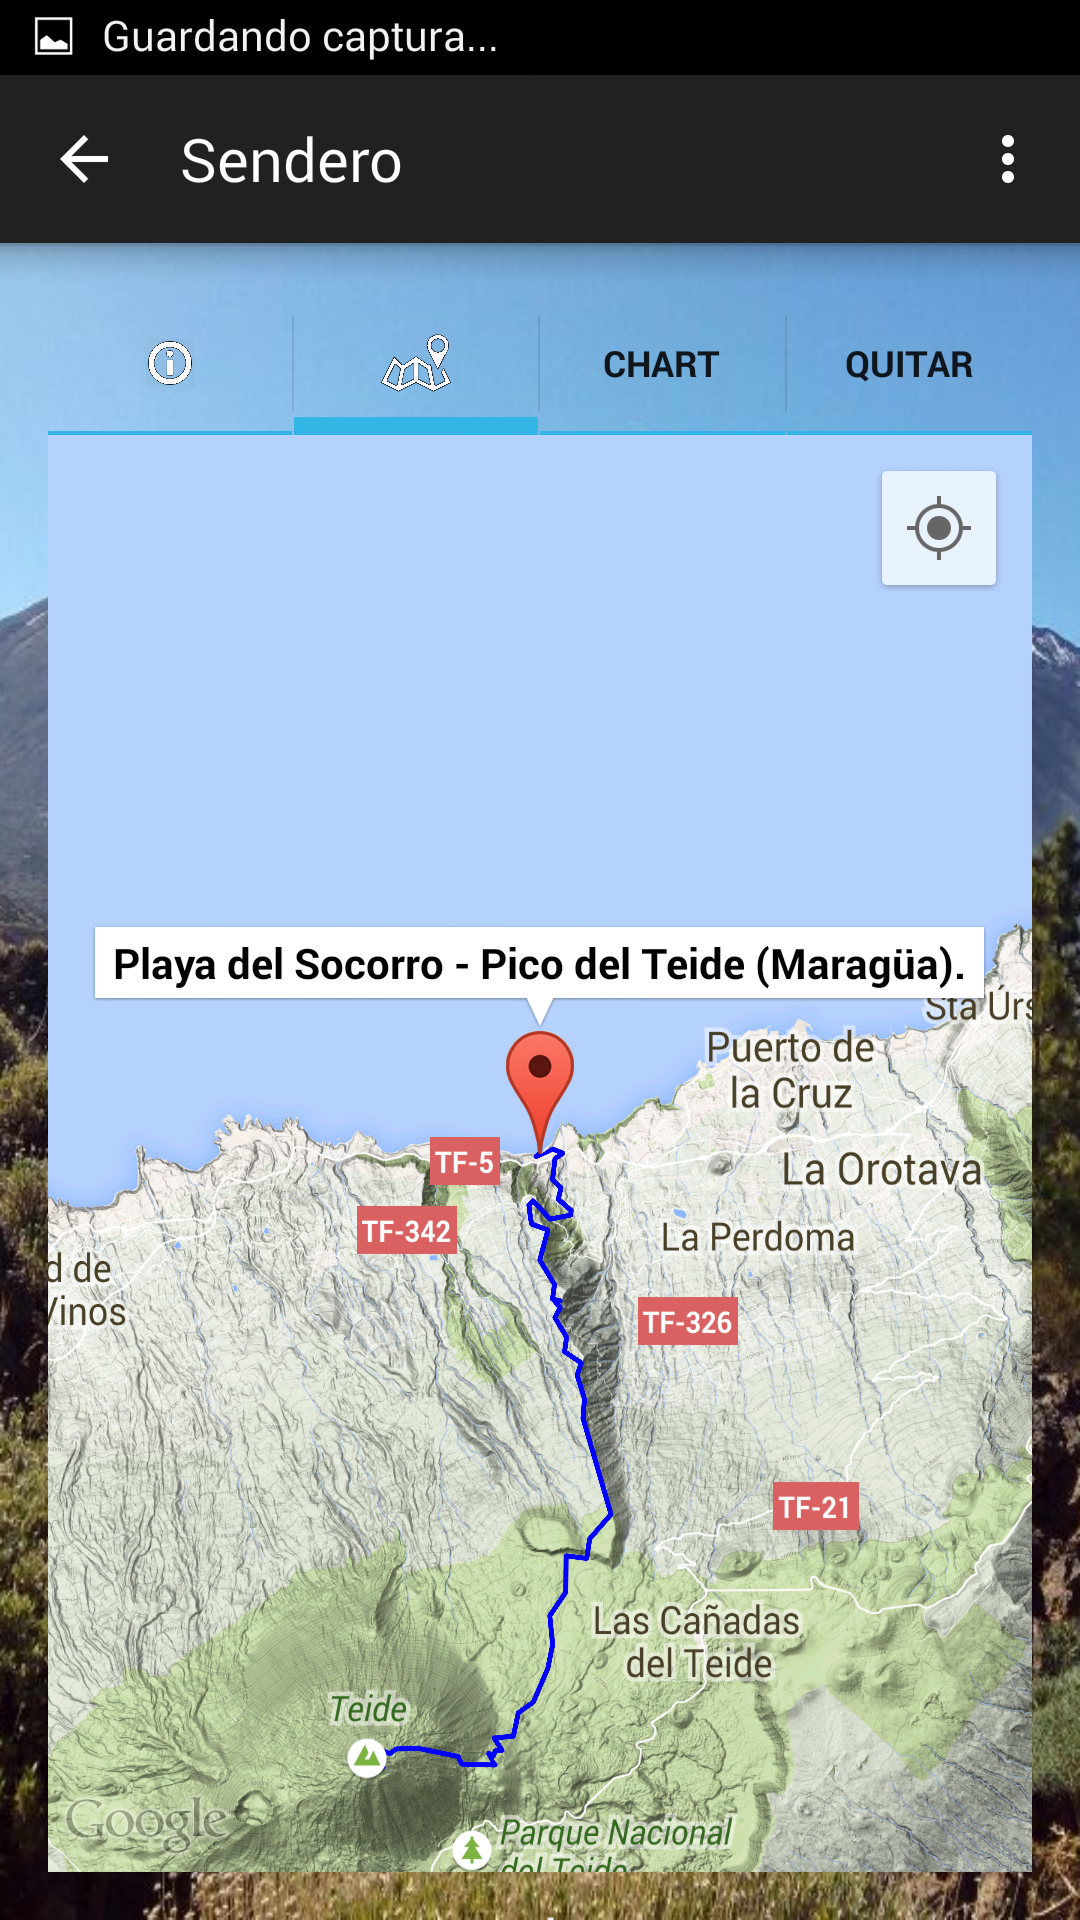 Guardando captura...
Sendero
CHART
QUITAR
Playa del Socorro - Pico del Teide (Maragüa).
Sta Úrs
Puerto de
la Cruz
TF-5
La Orotava
TF-342
La Perdoma
d de
Vinos
TF-326
TF-21
Las Cañadas
del Teide
Teide
Google
Parque Nacional
del Teide